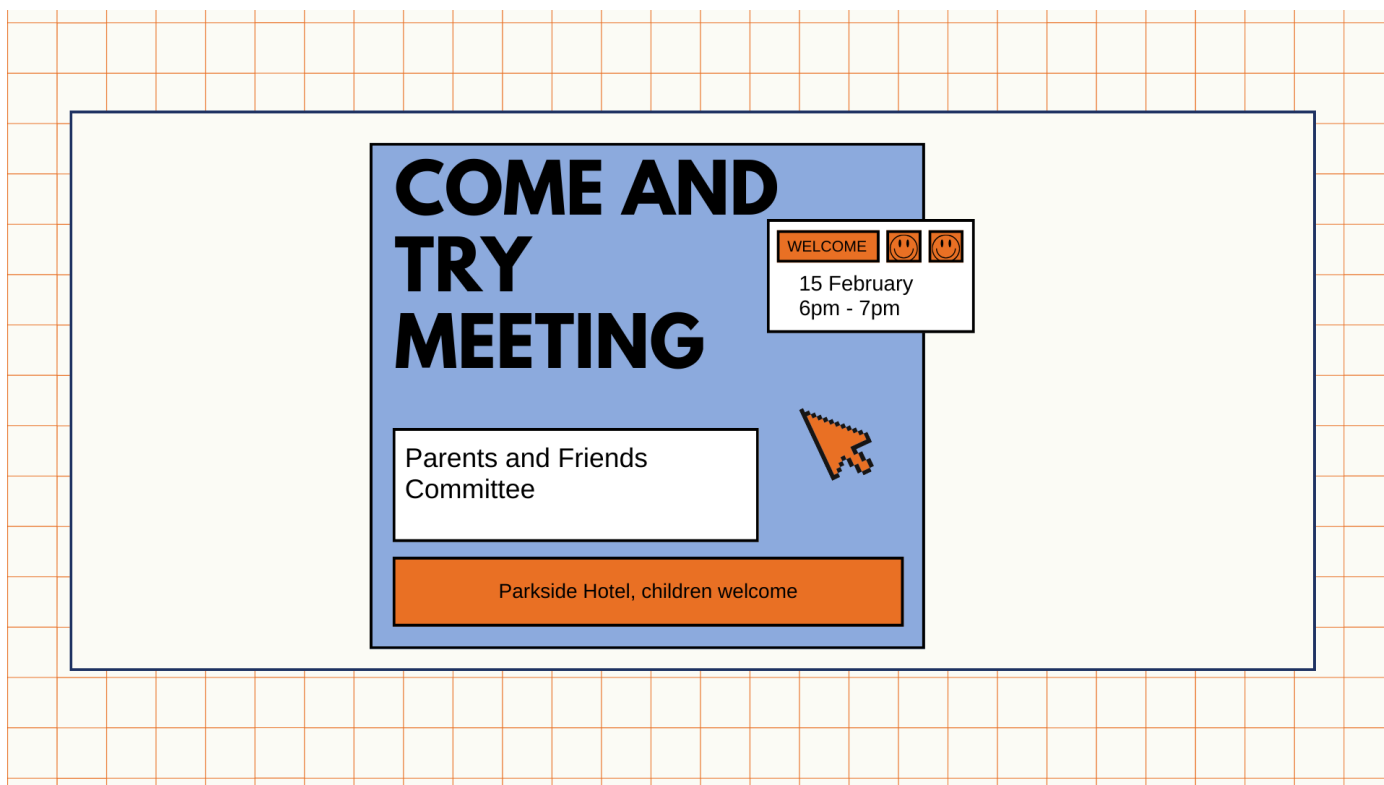 COME AND
TRY
MEETING
WELCOME
15 February
6pm - 7pm
Parents and Friends
Committee
Parkside Hotel, children welcome